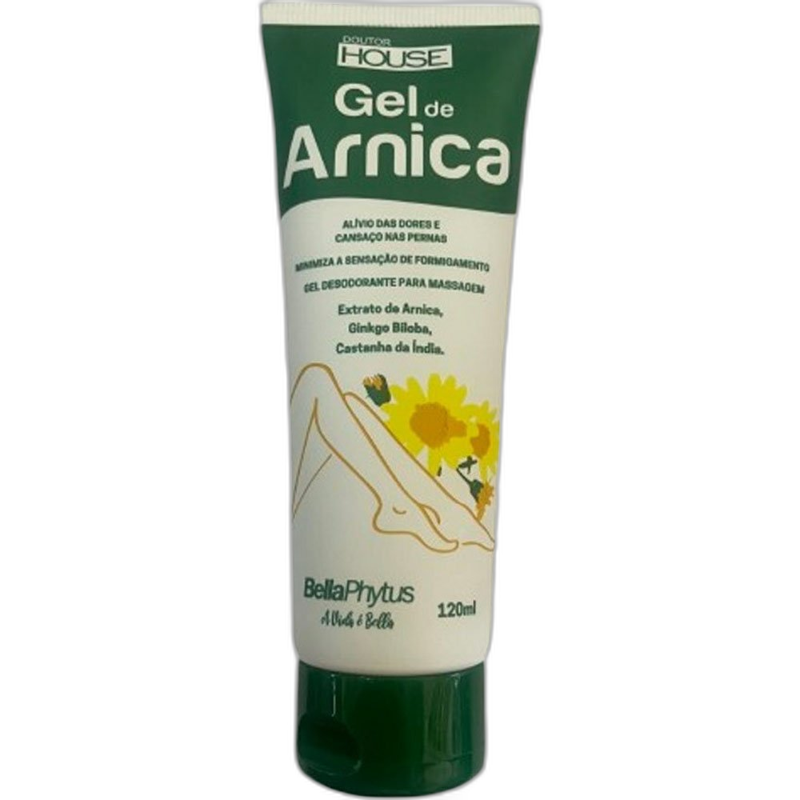 DOUTOR
HOUSE
Gel de
Arnica
ALÍVIO DAS DORES E
CANSAÇO NAS PERNAS
MINIMIZA A SENSAÇÃO DE FORMIGAMENTO
GEL DESODORANTE PARA MASSAGEM
Extrato de Arnica,
Ginkgo Biloba,
Castanha da Índia.
BellaPhytus
A Vida é Bella
120ml